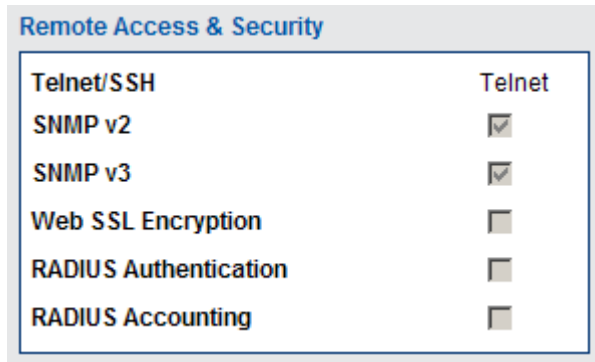 Remote Access & Security
Telnet/SSH Telnet
SNMP v2
SNMP v3
Web SSL Encryption
RADIUS Authentication
RADIUS Accounting